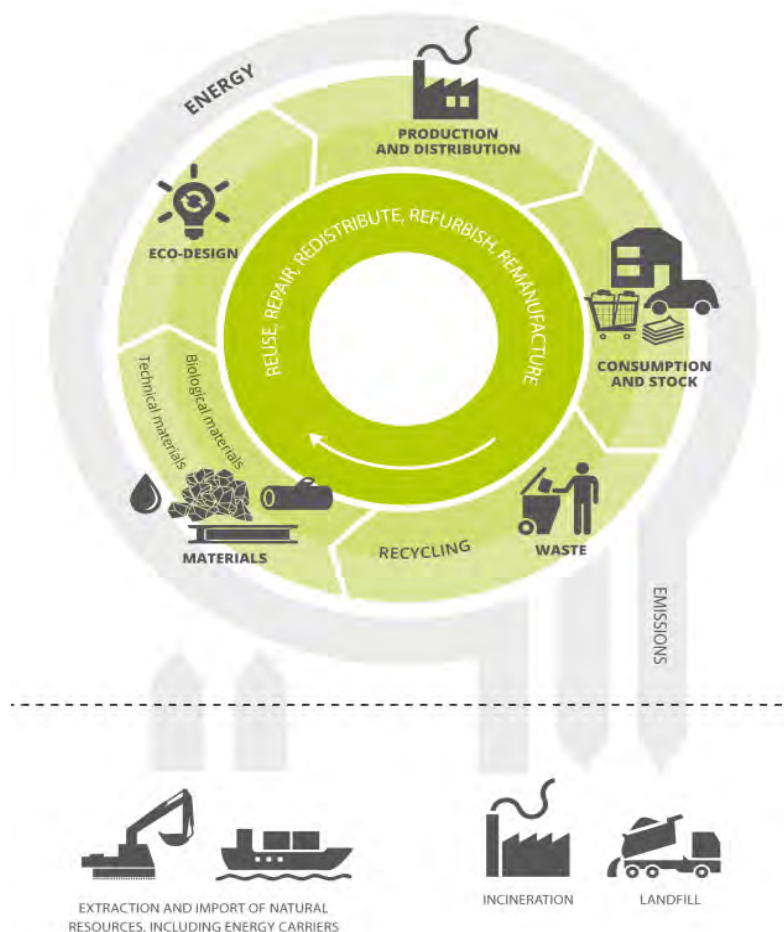 ENERGY
PRODUCTION
AND DISTRIBUTION
ECO-DESIGN
REUSE, REPAIR, REDISTRIBUTE, REFURBISH, REMANUFACTURE
CONSUMPTION
AND STOCK
Technical materials
Biological materials
MATERIALS
RECYCLING
WASTE
EMISSIONS
EXTRACTION AND IMPORT OF NATURAL
RESOURCES, INCLUDING ENERGY CARRIERS
INCINERATION
LANDFILL